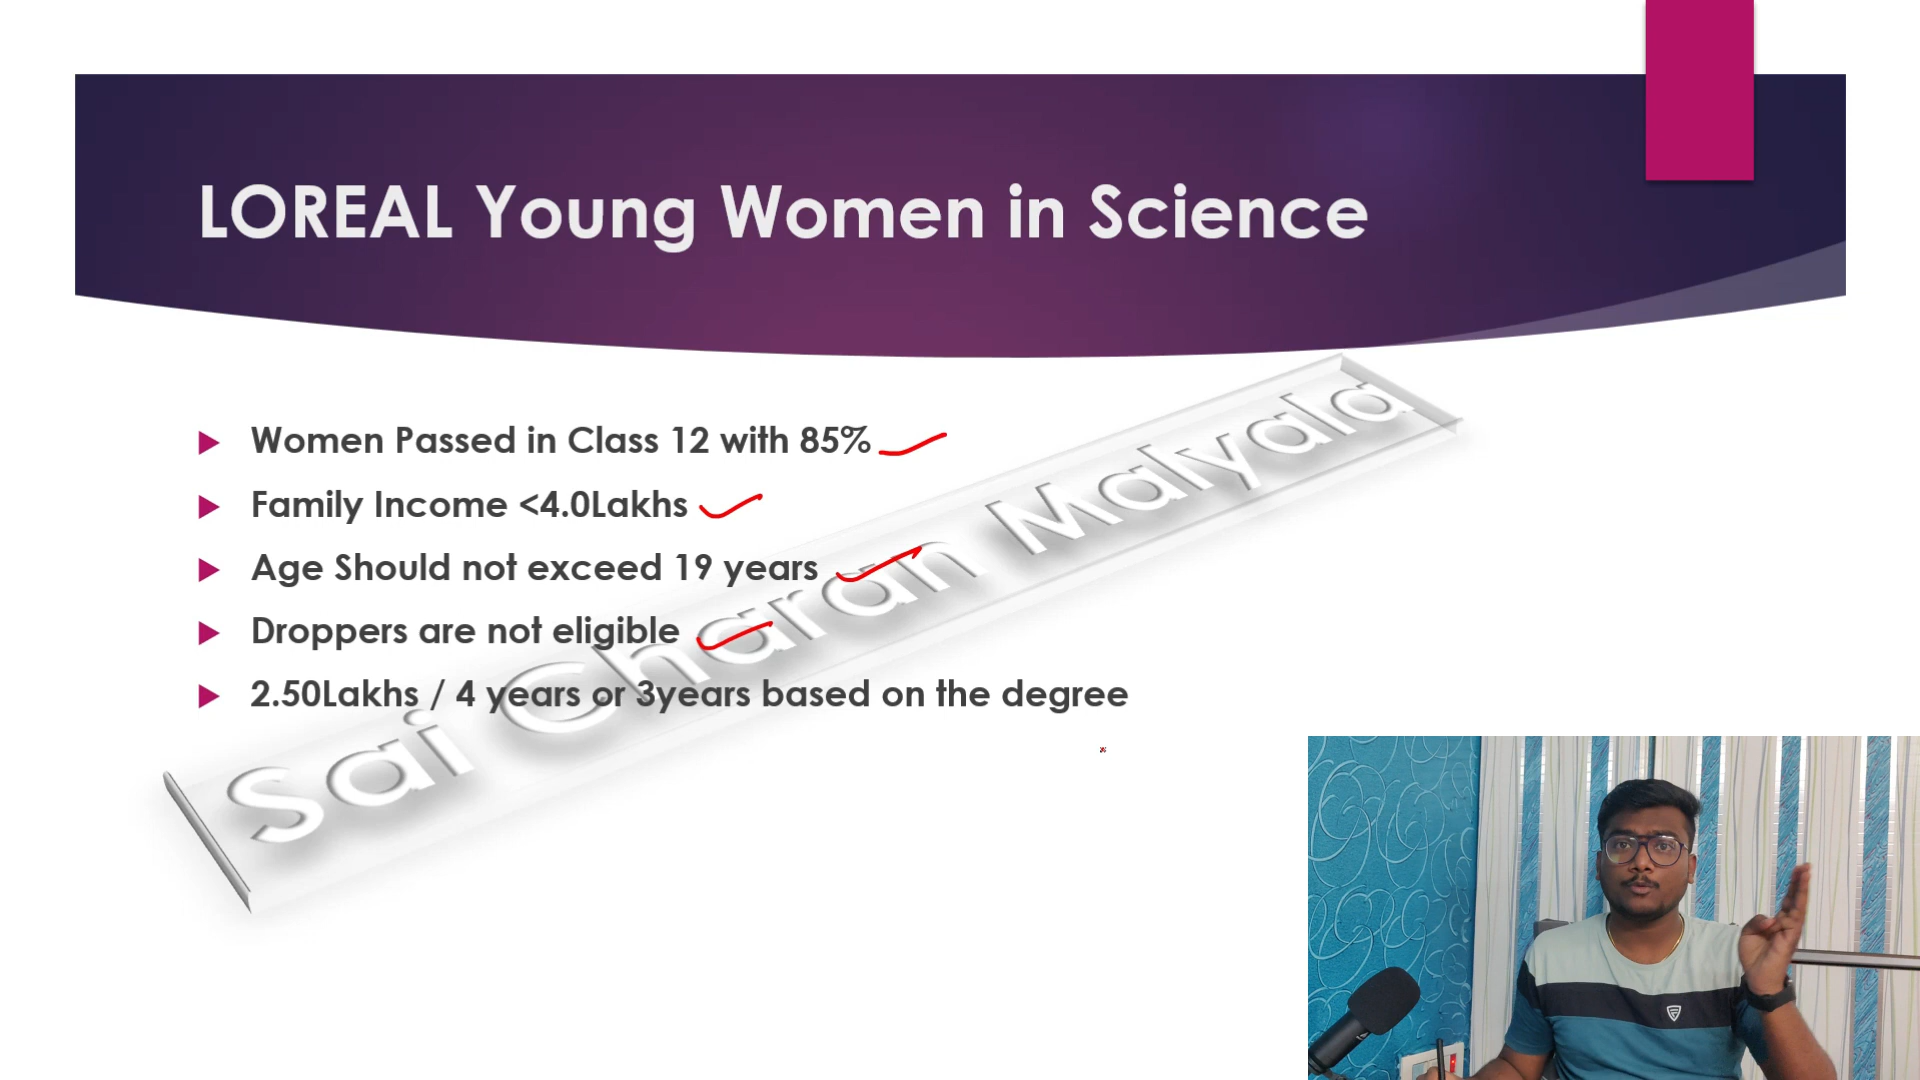 LOREAL Young Women in Science
Women Passed in Class 12 with 85%
Family Income <4.0Lakhs
Age Should not exceed 19 years
Droppers are not eligible
2.50Lakhs / 4 years or 3years based on the degree
Sai Charan Malyala